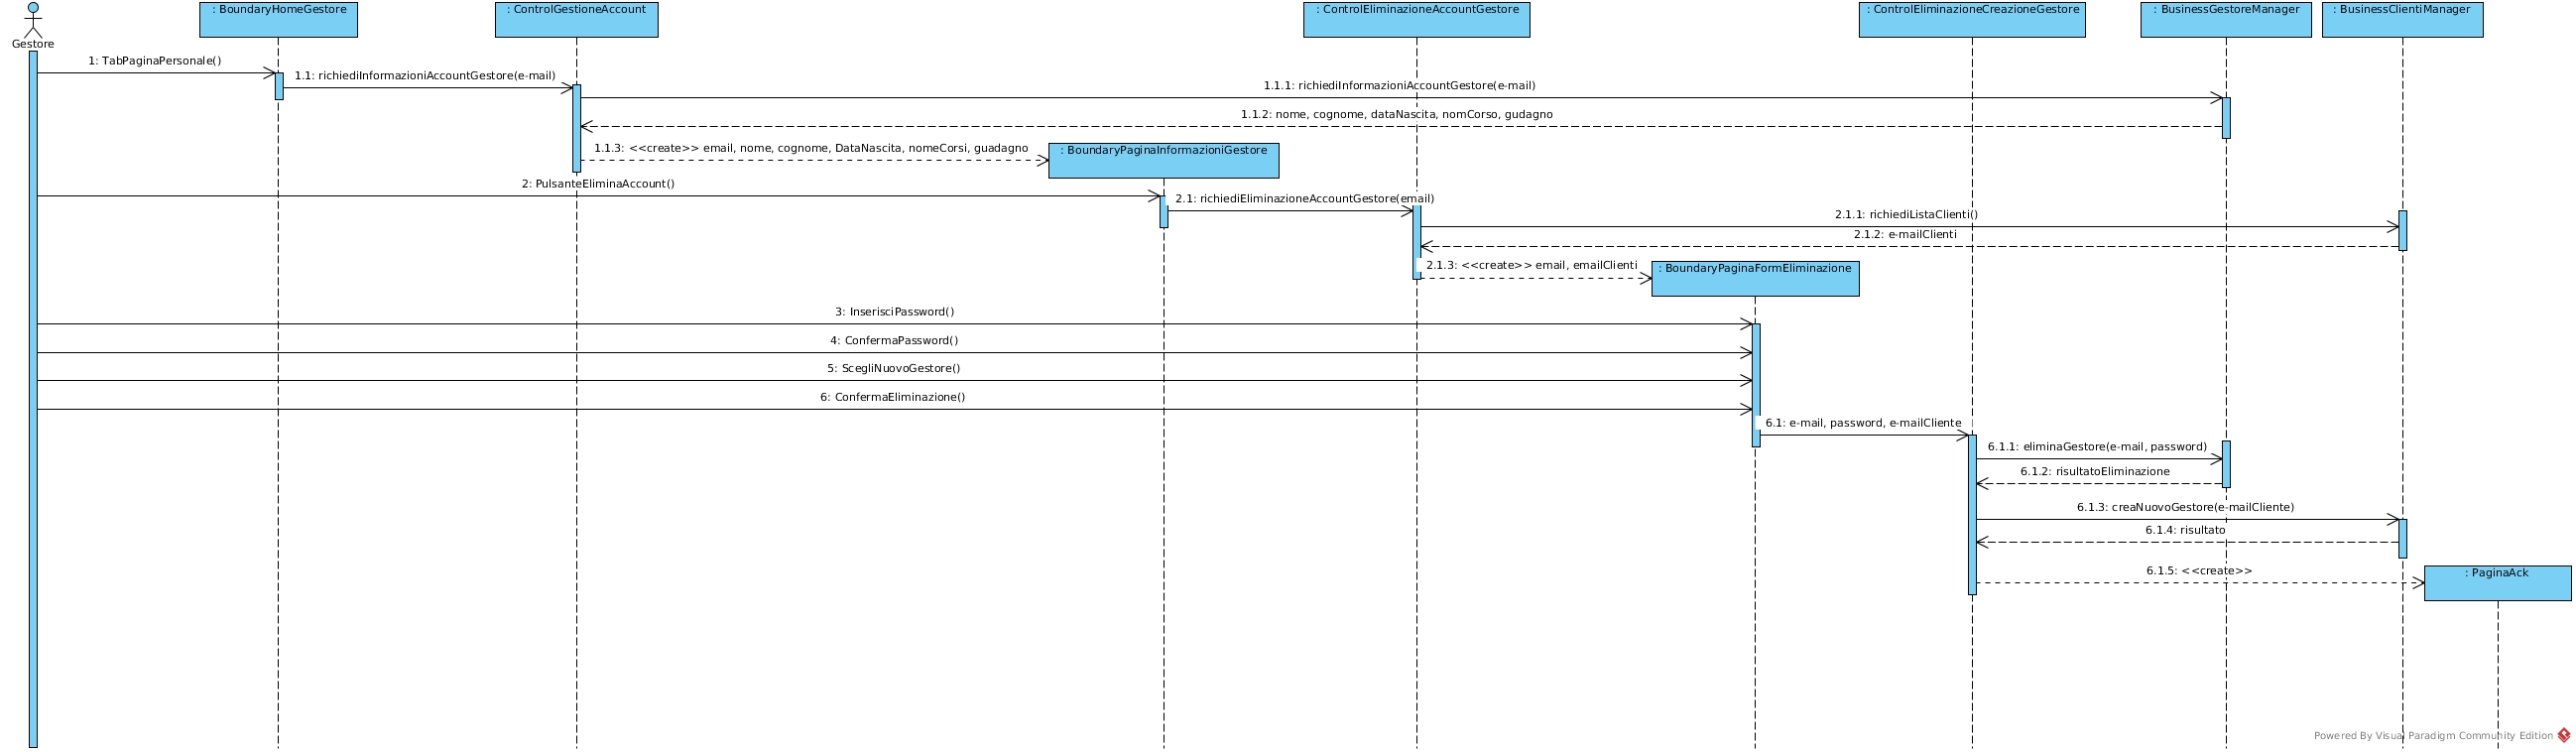 : BoundaryHomeGestore
: ControlGestioneAccount
: ControlEliminazioneAccountGestore
: ControlEliminazioneCreazioneGestore
: BusinessGestoreManager
: BusinessClientiManager
Gestore
1: TabPaginaPersonale()
1.1: richiediInformazioniAccountGestore(e-mail)
1.1.1: richiediInformazioniAccountGestore(e-mail)
1.1.2: nome, cognome, dataNascita, nomCorso, gudagno
1.1.3: <<create>> email, nome, cognome, DataNascita, nomeCorsi, guadagno
: BoundaryPaginaInformazioniGestore
2: PulsanteEliminaAccount()
2.1: richiediEliminazioneAccountGestore(email)
2.1.1: richiediListaClienti()
2.1.2: e-mailClienti
2.1.3: <<create>> email, emailClienti
: BoundaryPaginaFormEliminazione
3: InserisciPassword()
4: ConfermaPassword()
5: ScegliNuovoGestore()
6: ConfermaEliminazione()
6.1: e-mail, password, e-mailCliente
6.1.1: eliminaGestore(e-mail, password)
6.1.2: risultatoEliminazione
6.1.3: creaNuovoGestore(e-mailCliente)
6.1.4: risultato
6.1.5: <<create>>
: PaginaAck
Powered By Visual Paradigm Community Edition